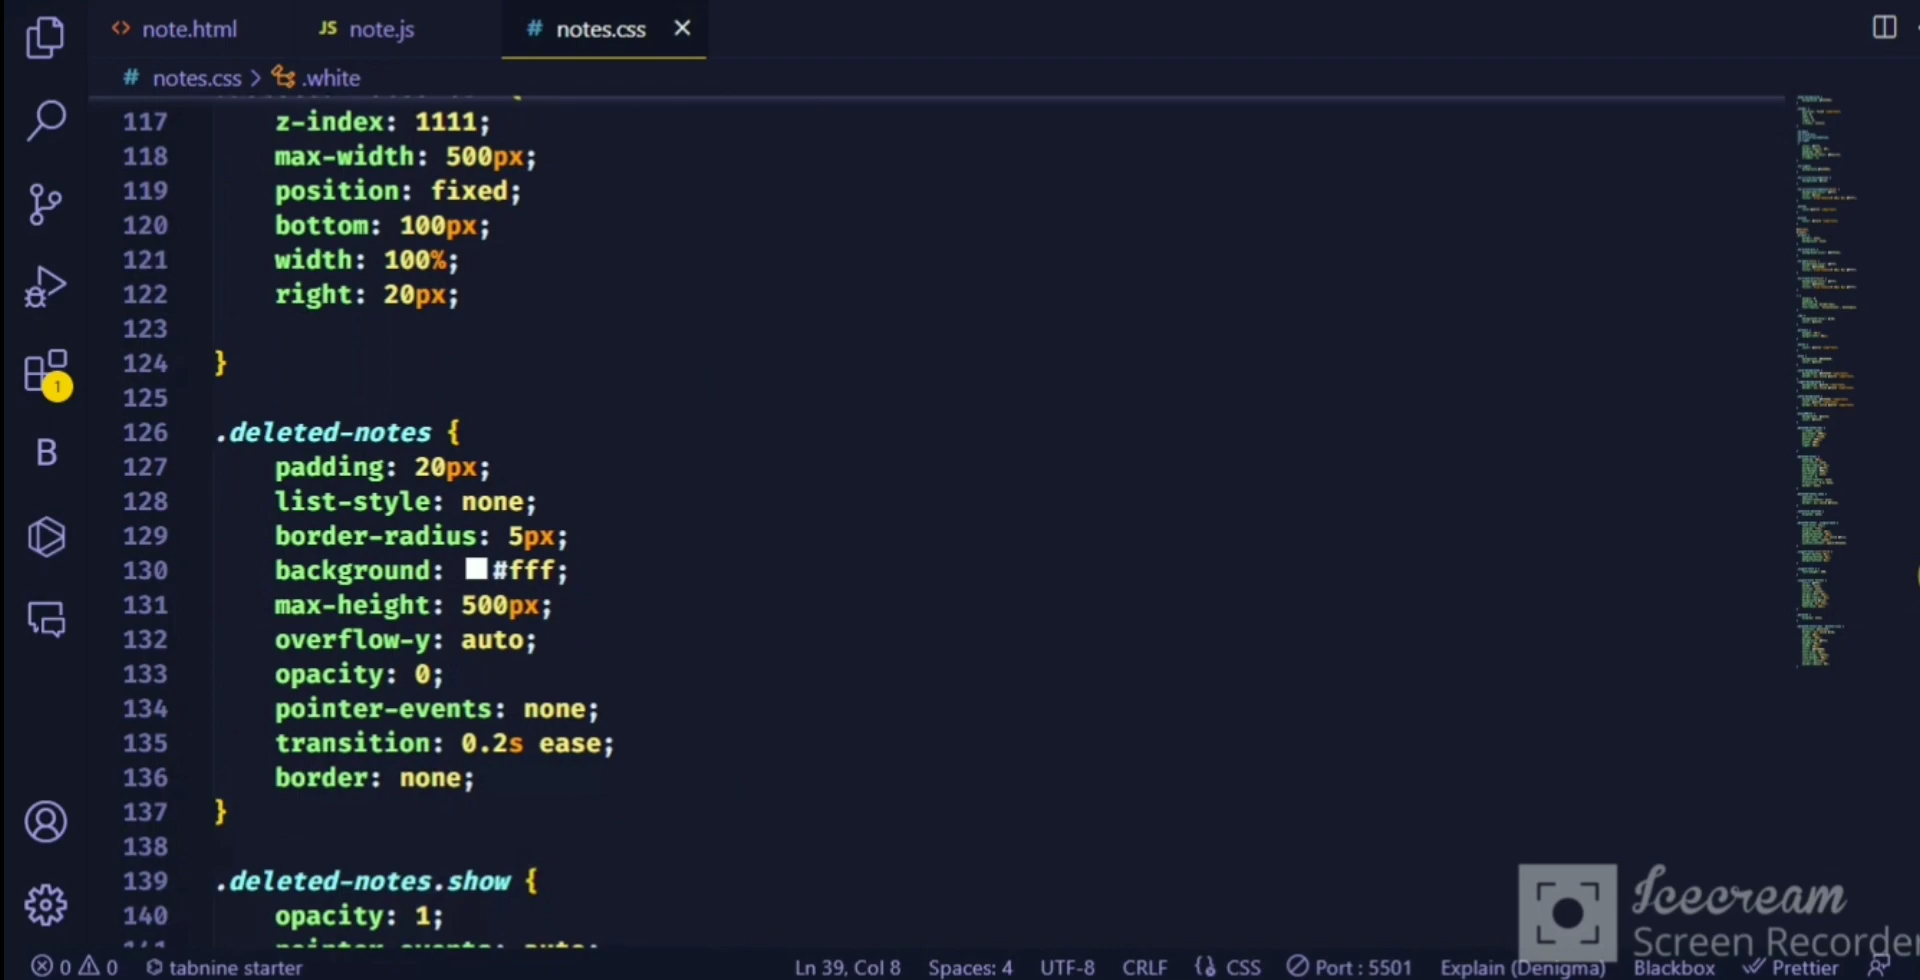 note.html
JS note.js
# notes.css
# notes.css > .white
117 z-index: 1111;
118 max-width: 500px;
119 position: fixed;
120 bottom: 100px;
121 width: 100%;
122 right: 20px;
123
124 }
125
126 .deleted-notes {
127 padding: 20px;
128 list-style: none;
129 border-radius: 5px;
130 background: #fff;
131 max-height: 500px;
132 overflow-y: auto;
133 opacity: 0;
134 pointer-events: none;
135 transition: 0.2s ease;
136 border: none;
137 }
138
139 .deleted-notes.show {
140 opacity: 1;
1
B
Icecream
Screen Recorder
0 0 tabnine starter
Ln 39, Col 8 Spaces: 4 UTF-8 CRLF {} CSS Port : 5501 Explain (Denigma) Blackbox Prettier